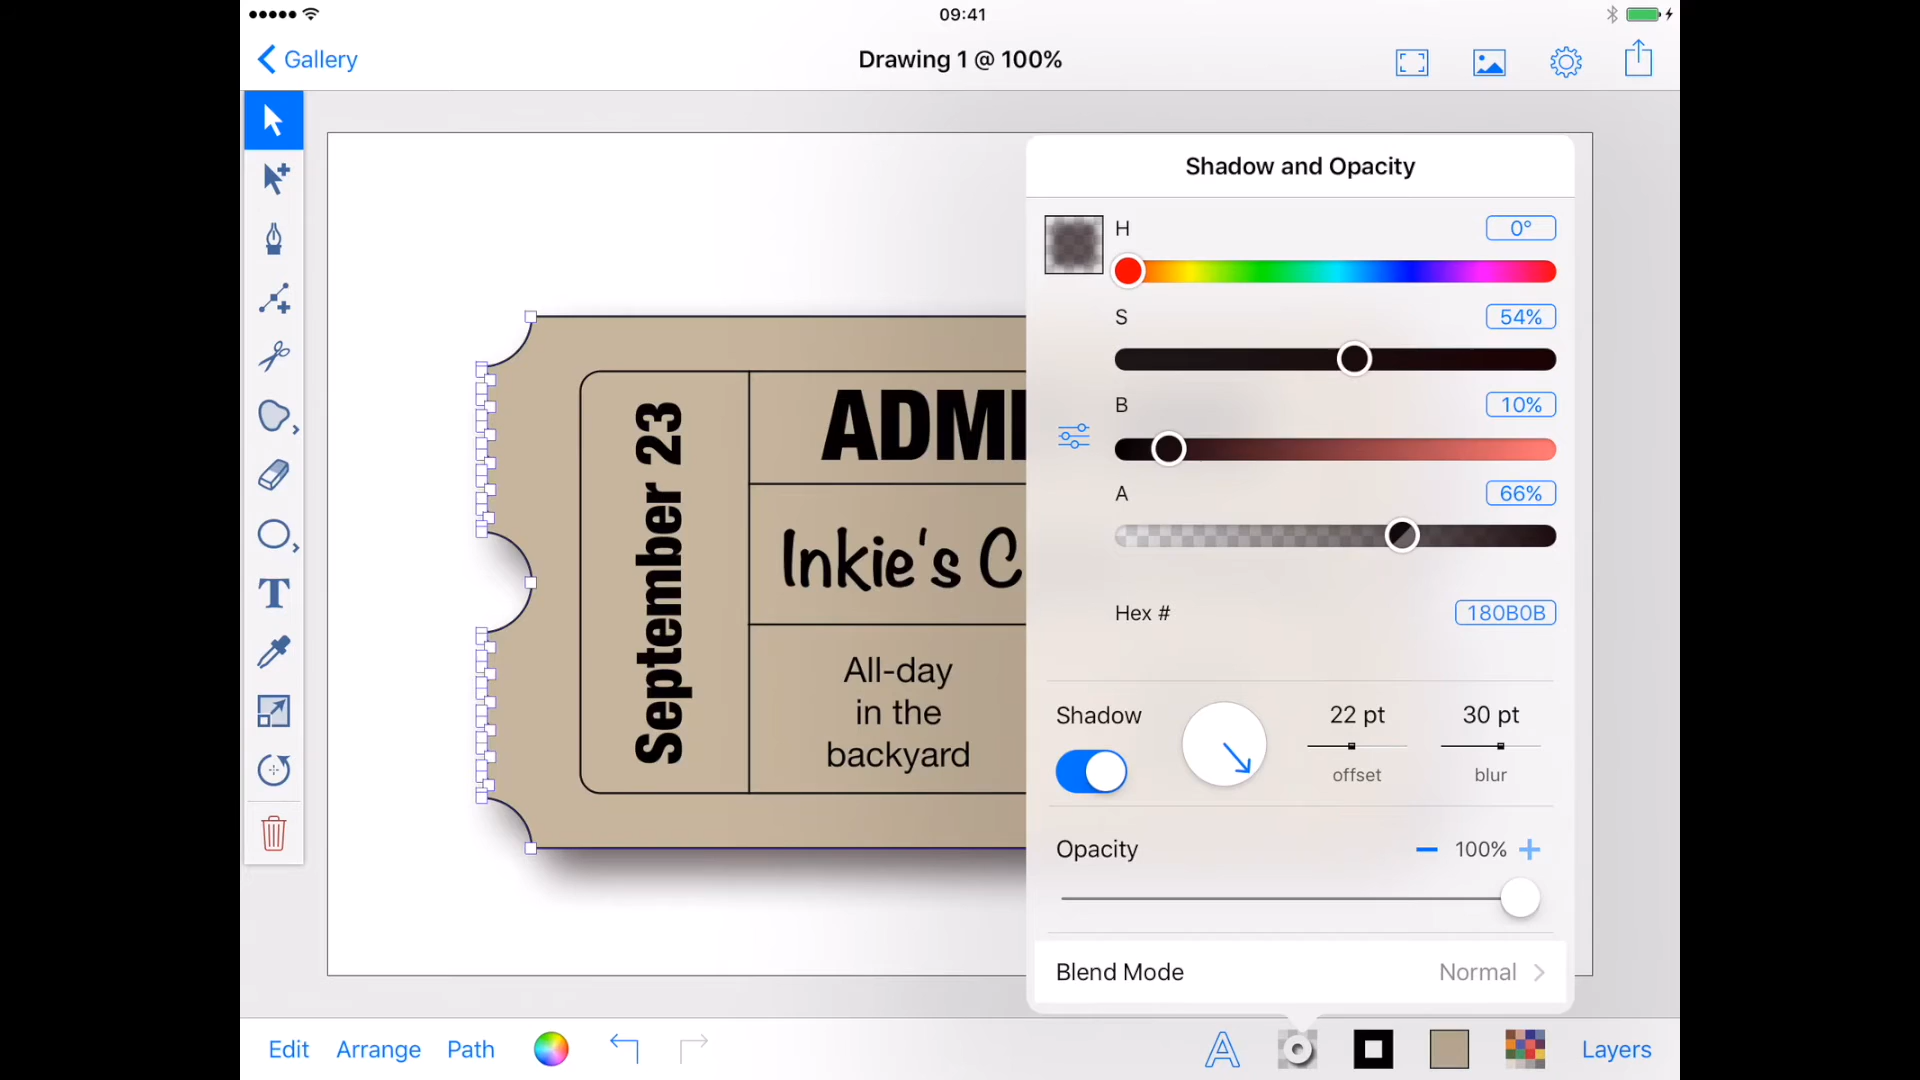 09:41
Gallery
Drawing 1 @ 100%
Shadow and Opacity
H 0°
S 54%
B 10%
A 66%
Hex # 180B0B
Shadow 22 pt 30 pt
offset blur
Opacity 100%
Blend Mode Normal
September 23
ADM
Inkie's C
All-day
in the
backyard
T
Edit Arrange Path A Layers